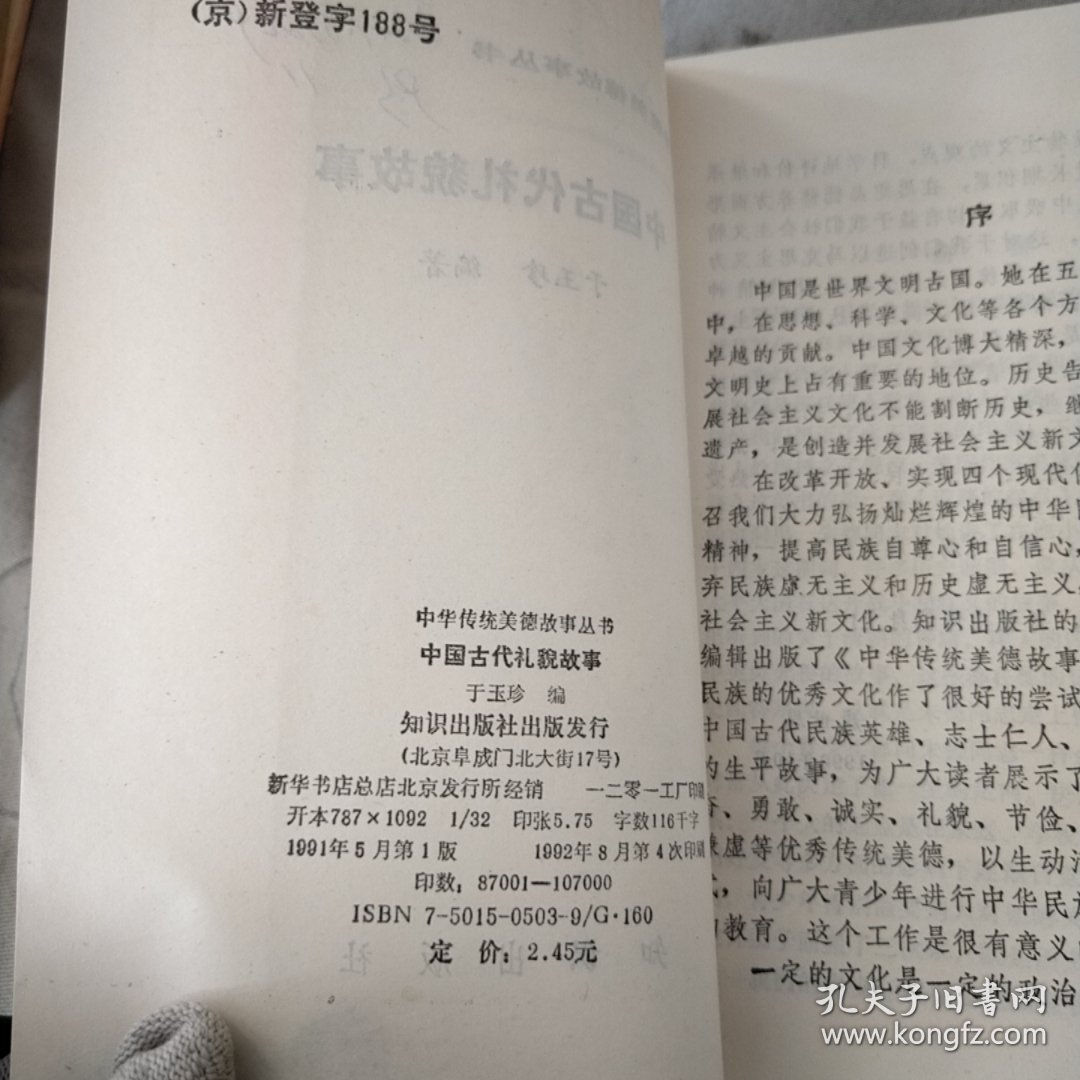 (京)新登字188号
中华传统美德故事丛书
中国古代礼貌故事
于玉珍 编
知识出版社出版发行
(北京阜成门北大街17号)
新华书店总店北京发行所经销 一二零一工厂印刷
开本787×1092 1/32 印张5.75 字数116千字
1991年5月第1版 1992年8月第4次印刷
印数:87001—107000
ISBN 7-5015-0503-9/G·160
定 价:2.45元
序
中国是世界文明古国。她在五
中,在思想、科学、文化等各个方
卓越的贡献。中国文化博大精深,
文明史上占有重要的地位。历史告
展社会主义文化不能割断历史,继
遗产,是创造并发展社会主义新文
在改革开放、实现四个现代化
召我们大力弘扬灿烂辉煌的中华民
精神,提高民族自尊心和自信心,
弃民族虚无主义和历史虚无主义,
社会主义新文化。知识出版社的
编辑出版了《中华传统美德故事
民族的优秀文化作了很好的尝试
中国古代民族英雄、志士仁人、
的生平故事,为广大读者展示了
奋、勇敢、诚实、礼貌、节俭、
谦虚等优秀传统美德,以生动活
式,向广大青少年进行中华民族
的教育。这个工作是很有意义
一定的文化是一定的政治
孔夫子旧书网
www.kongfz.com